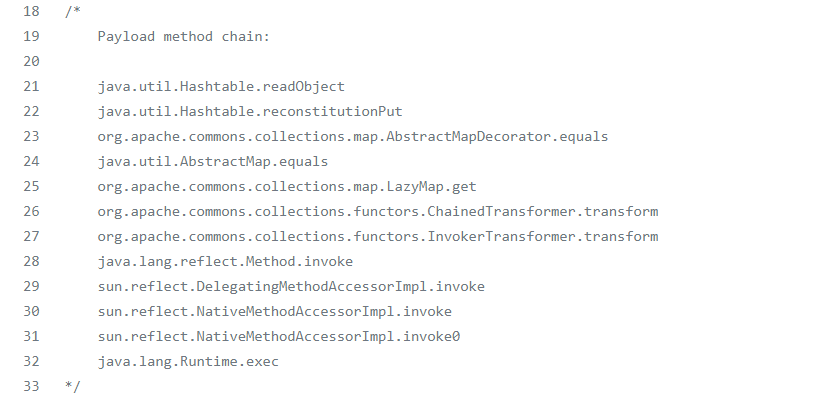 18 /*
19 Payload method chain:
20
21 java.util.Hashtable.readObject
22 java.util.Hashtable.reconstitutionPut
23 org.apache.commons.collections.map.AbstractMapDecorator.equals
24 java.util.AbstractMap.equals
25 org.apache.commons.collections.map.LazyMap.get
26 org.apache.commons.collections.functors.ChainedTransformer.transform
27 org.apache.commons.collections.functors.InvokerTransformer.transform
28 java.lang.reflect.Method.invoke
29 sun.reflect.DelegatingMethodAccessorImpl.invoke
30 sun.reflect.NativeMethodAccessorImpl.invoke
31 sun.reflect.NativeMethodAccessorImpl.invoke0
32 java.lang.Runtime.exec
33 */